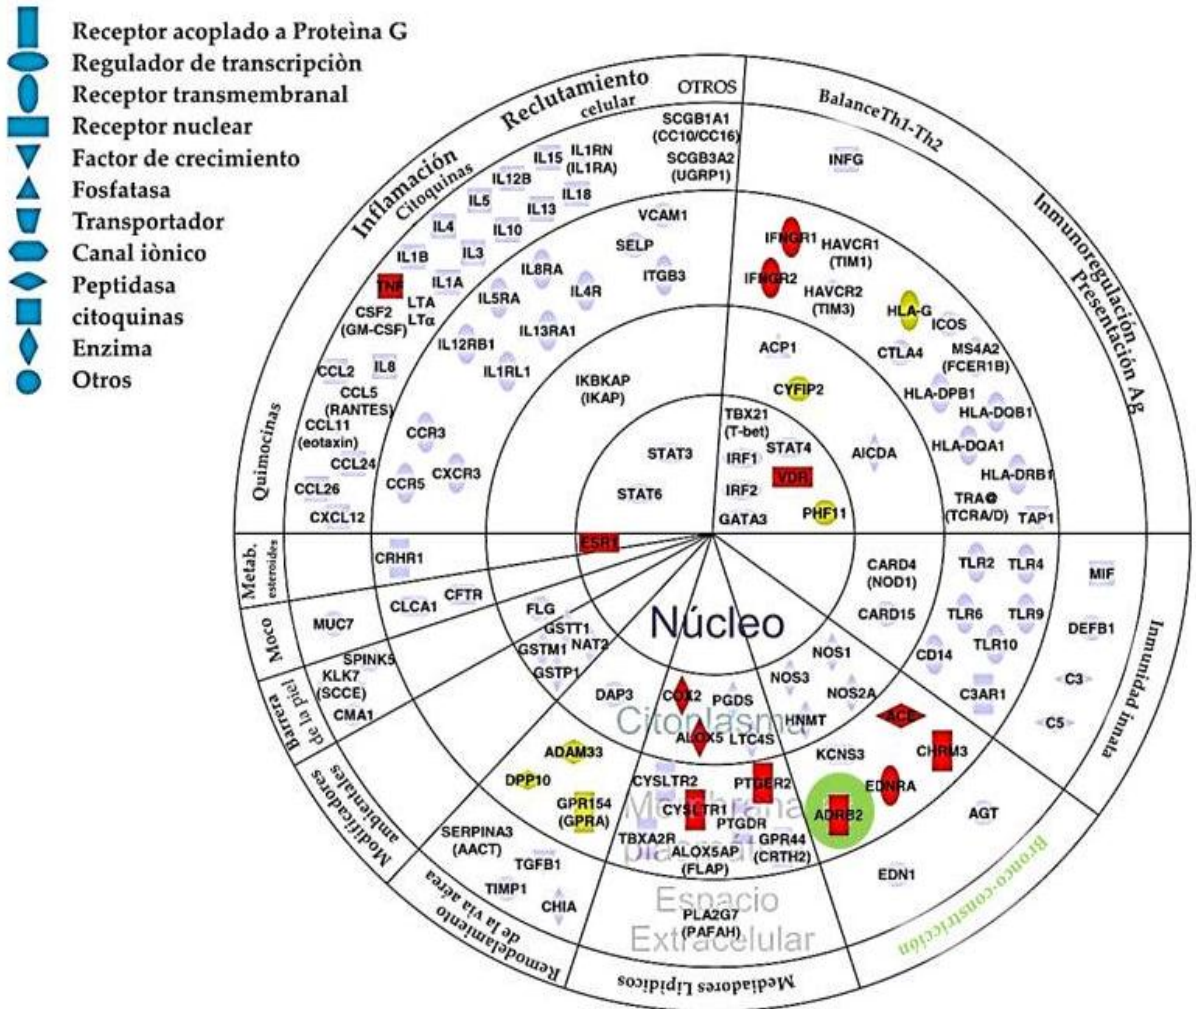 Receptor acoplado a Proteìna G
Regulador de transcripciòn
Receptor transmembranal
Receptor nuclear
Factor de crecimiento
Fosfatasa
Transportador
Canal iònico
Peptidasa
citoquinas
Enzima
Otros
Reclutamiento
celular
OTROS
BalanceTh1-Th2
Inflamación
Citoquinas
Inmunoregulación
Presentación Ag
Quimocinas
SCGB1A1
(CC10/CC16)
SCGB3A2
(UGRP1)
IL15
IL1RN
(IL1RA)
IL12B
IL18
IL5
IL13
IL4
IL10
IL1B
IL3
TNF
IL1A
LTA
LTα
CSF2
(GM-CSF)
CCL2
IL8
CCL5
(RANTES)
CCL11
(eotaxin)
CCL24
CCL26
CXCL12
VCAM1
SELP
ITGB3
IL8RA
IL4R
IL5RA
IL13RA1
IL12RB1
IL1RL1
CCR3
CXCR3
CCR5
IKBKAP
(IKAP)
STAT3
STAT6
INFG
IFNGR1
HAVCR1
(TIM1)
IFNGR2
HAVCR2
(TIM3)
HLA-G
ICOS
CTLA4
MS4A2
(FCER1B)
HLA-DPB1
HLA-DQB1
HLA-DQA1
HLA-DRB1
TRA@
(TCRA/D)
TAP1
ACP1
CYFIP2
AICDA
TBX21
(T-bet)
STAT4
IRF1
VDR
IRF2
PHF11
GATA3
ESR1
Metab.
esteroides
CRHR1
Moco
MUC7
CLCA1
CFTR
Barrera
de la piel
SPINK5
KLK7
(SCCE)
CMA1
FLG
GSTT1
GSTM1
NAT2
GSTP1
Modificadores
ambientales
DAP3
ADAM33
DPP10
GPR154
(GPRA)
SERPINA3
(AACT)
TGFB1
TIMP1
CHIA
Remodelamiento
de la vía aérea
Núcleo
Citoplasma
Membrana
Espacio
Extracelular
COX2
PGDS
ALOX5
LTC4S
CYSLTR2
PTGER2
CYSLTR1
PTGDR
TBXA2R
ALOX5AP
(FLAP)
GPR44
(CRTH2)
PLA2G7
(PAFAH)
Mediadores Lipídicos
NOS1
NOS3
NOS2A
HNMT
KCNS3
ACE
CHRM3
EDNRA
ADRB2
AGT
EDN1
Bronco-constricción
CARD4
(NOD1)
CARD15
TLR2
TLR4
TLR6
TLR9
TLR10
CD14
C3AR1
MIF
DEFB1
C3
C5
Inmunidad innata